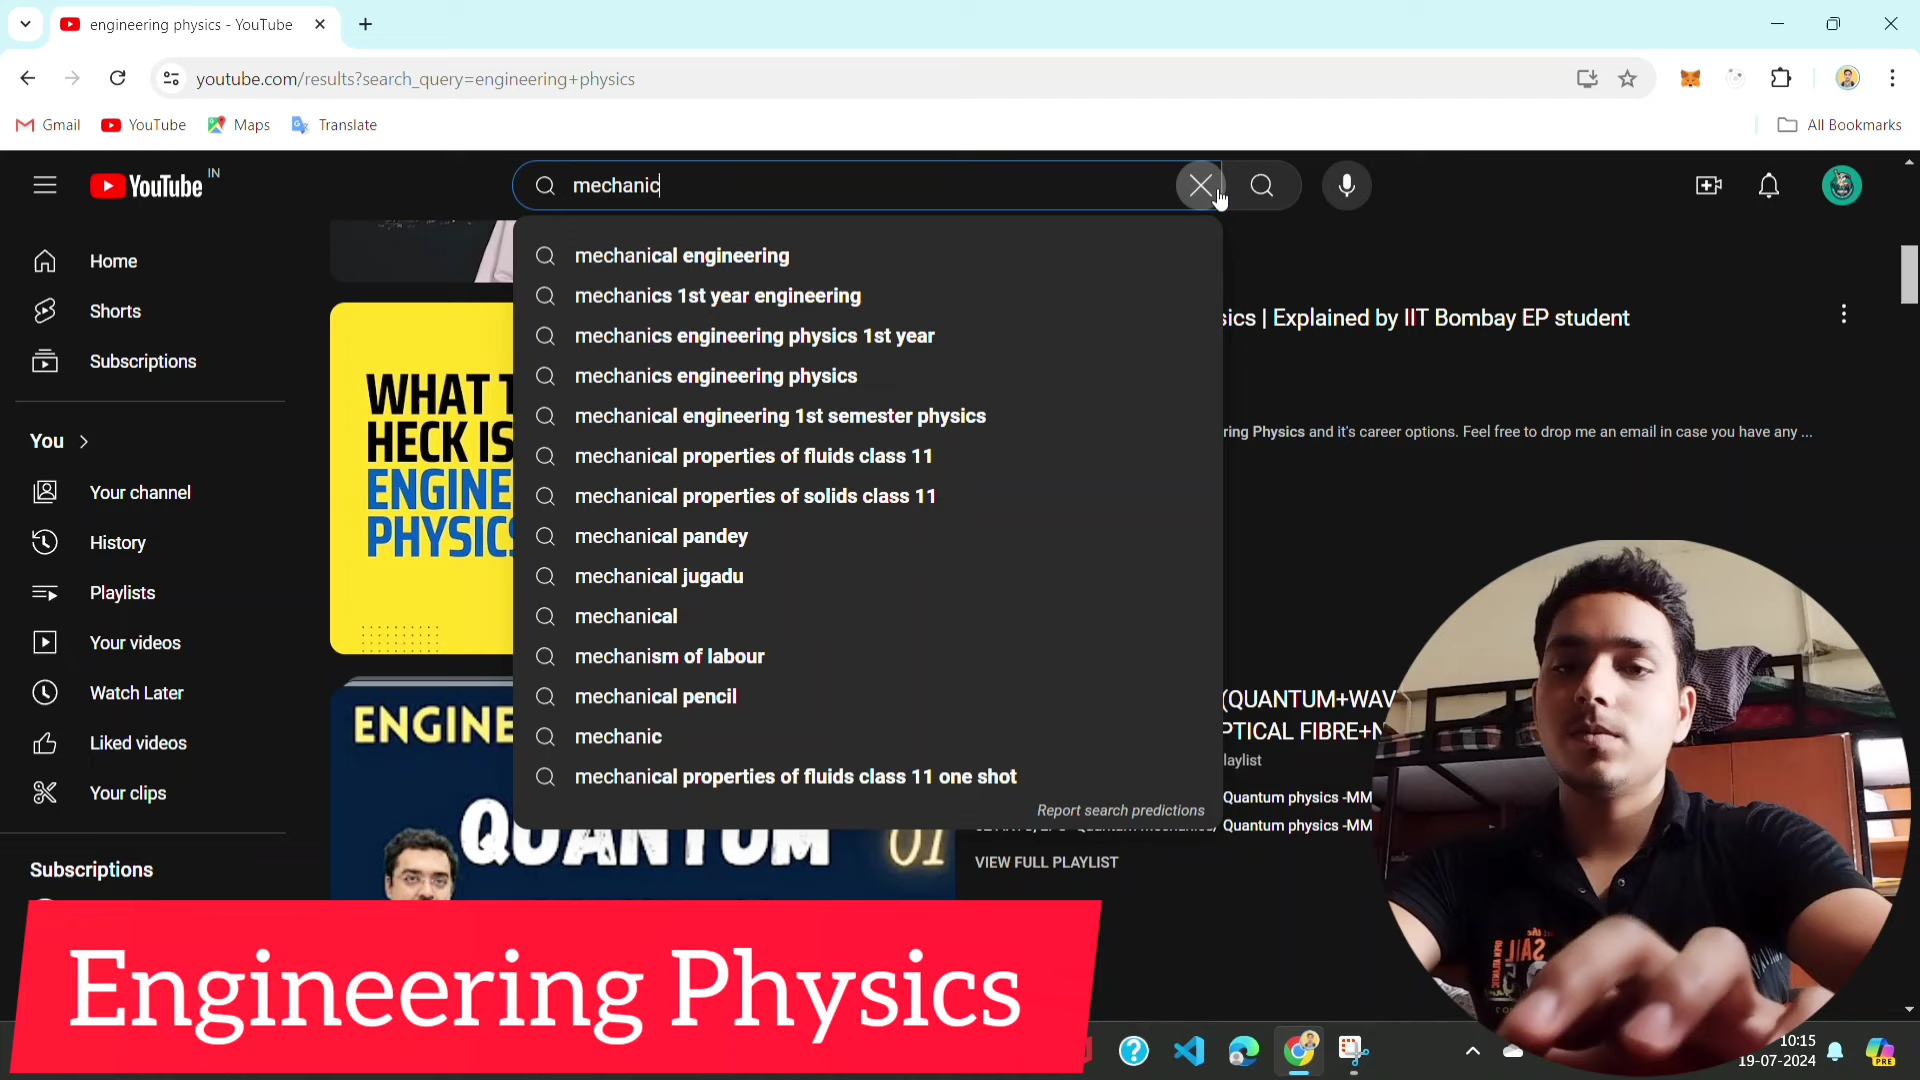 engineering physics - YouTube
youtube.com/results?search_query=engineering+physics
Gmail
YouTube
Maps
Translate
All Bookmarks
YouTube IN
mechanic
Home
Shorts
Subscriptions
You
Your channel
History
Playlists
Your videos
Watch Later
Liked videos
Your clips
Subscriptions
mechanical engineering
mechanics 1st year engineering
mechanics engineering physics 1st year
mechanics engineering physics
mechanical engineering 1st semester physics
mechanical properties of fluids class 11
mechanical properties of solids class 11
mechanical pandey
mechanical jugadu
mechanical
mechanism of labour
mechanical pencil
mechanic
mechanical properties of fluids class 11 one shot
Report search predictions
WHAT T
HECK IS
ENGINE
PHYSICS
sics | Explained by IIT Bombay EP student
ring Physics and it's career options. Feel free to drop me an email in case you have any ...
ENGINE
QUANTUM
01
(QUANTUM+WAV
PTICAL FIBRE+N
laylist
Quantum physics -MM
Quantum physics -MM
VIEW FULL PLAYLIST
Engineering Physics
10:15
19-07-2024
PRE